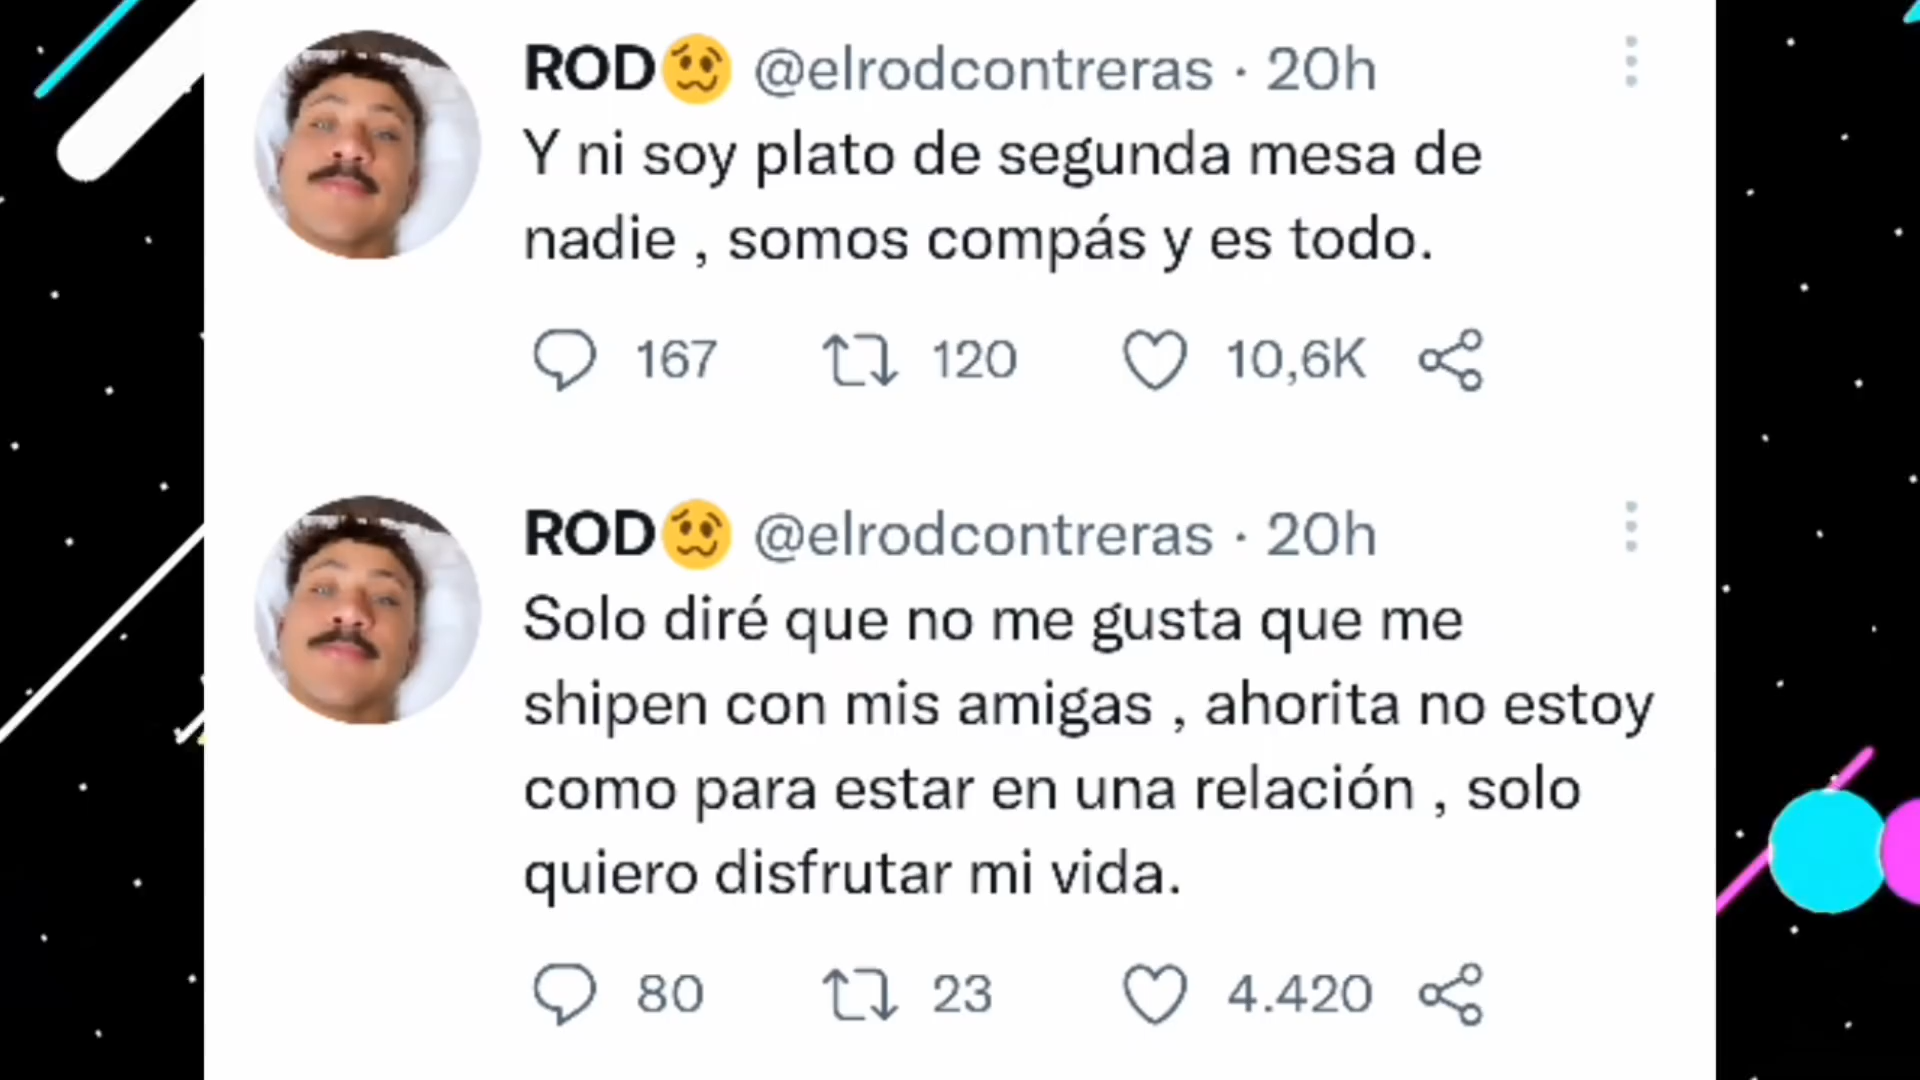 ROD🥴 @elrodcontreras · 20h
Y ni soy plato de segunda mesa de
nadie , somos compás y es todo.
167 120 10,6K
ROD🥴 @elrodcontreras · 20h
Solo diré que no me gusta que me
shipen con mis amigas , ahorita no estoy
como para estar en una relación , solo
quiero disfrutar mi vida.
80 23 4.420